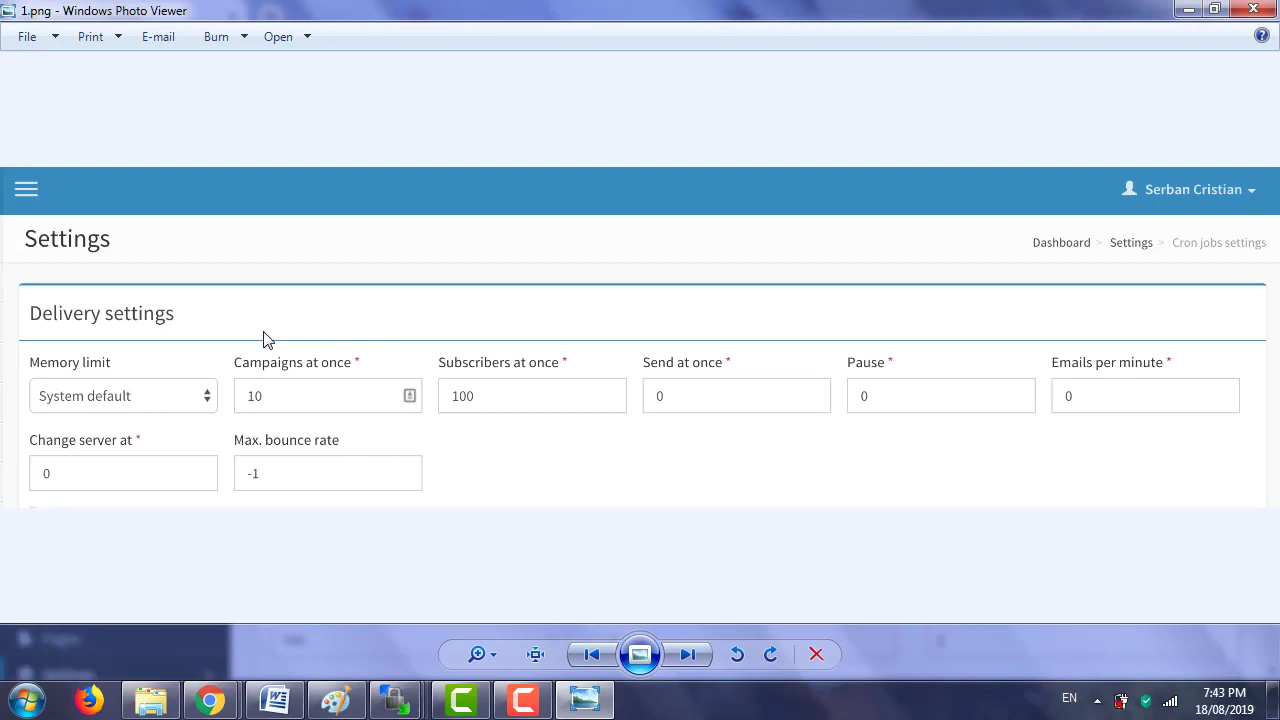 1.png - Windows Photo Viewer
File Print E-mail Burn Open
Serban Cristian
Settings
Dashboard > Settings > Cron jobs settings
Delivery settings
Memory limit Campaigns at once * Subscribers at once * Send at once * Pause * Emails per minute *
System default 10 100 0 0 0
Change server at * Max. bounce rate
0 -1
EN
7:43 PM
18/08/2019